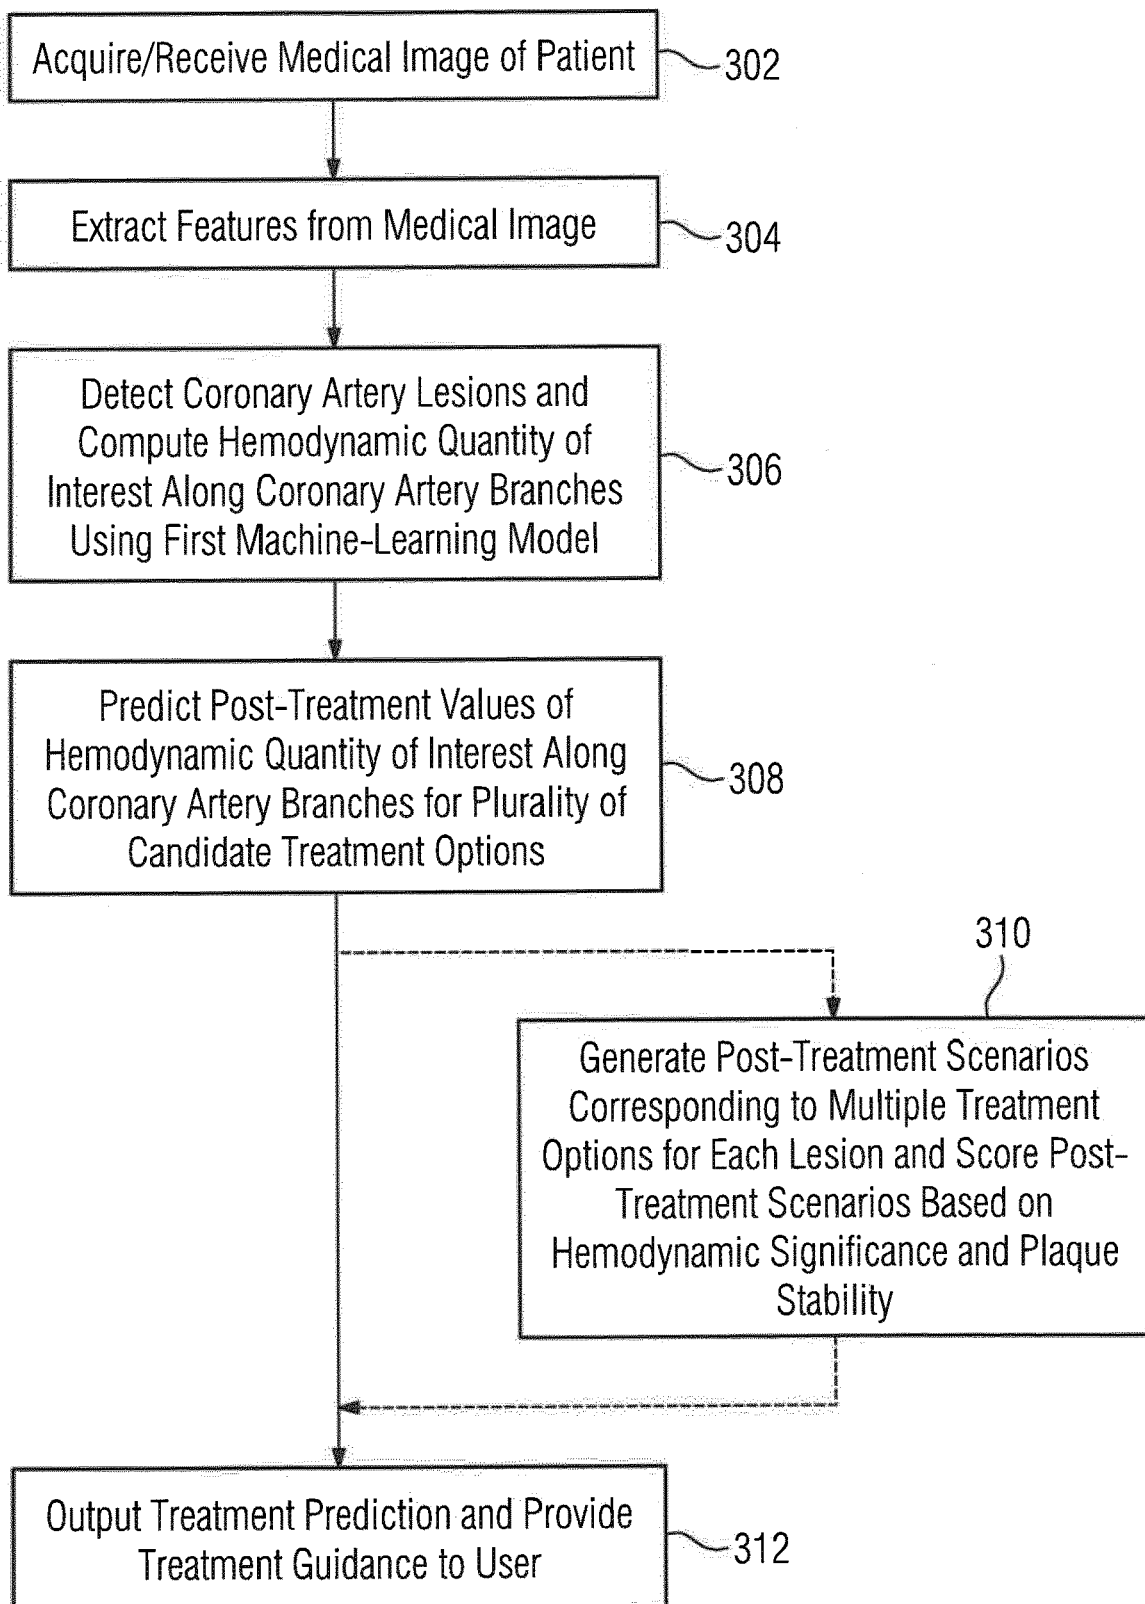 Acquire/Receive Medical Image of Patient
302
Extract Features from Medical Image
304
Detect Coronary Artery Lesions and
Compute Hemodynamic Quantity of
Interest Along Coronary Artery Branches
Using First Machine-Learning Model
306
Predict Post-Treatment Values of
Hemodynamic Quantity of Interest Along
Coronary Artery Branches for Plurality of
Candidate Treatment Options
308
310
Generate Post-Treatment Scenarios
Corresponding to Multiple Treatment
Options for Each Lesion and Score Post-
Treatment Scenarios Based on
Hemodynamic Significance and Plaque
Stability
Output Treatment Prediction and Provide
Treatment Guidance to User
312